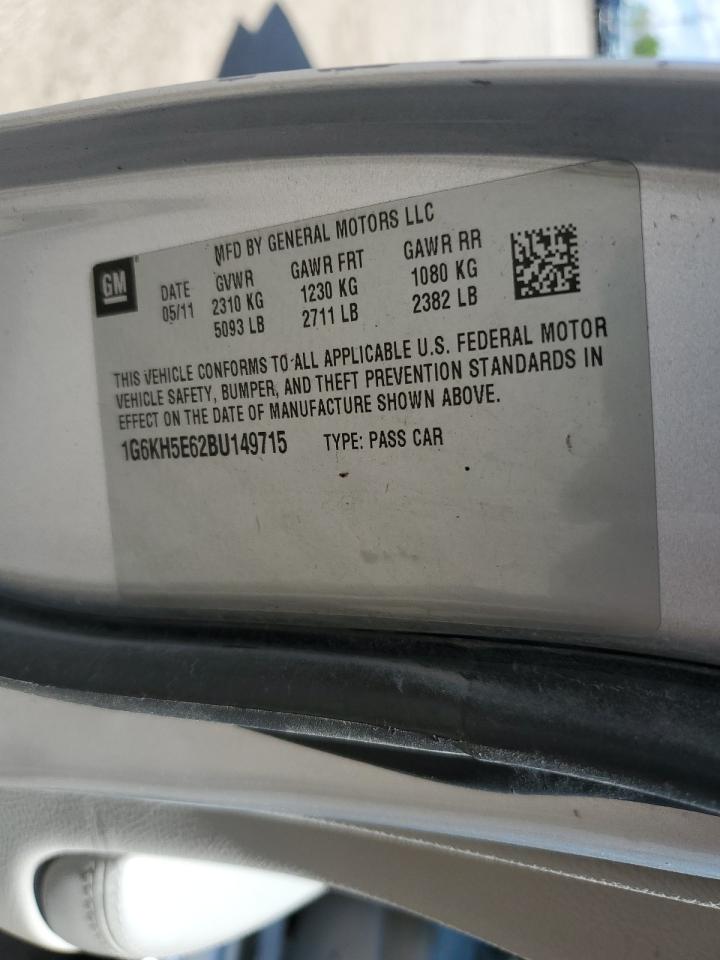 GM
MFD BY GENERAL MOTORS LLC
DATE GVWR GAWR FRT GAWR RR
05/11 2310 KG 1230 KG 1080 KG
5093 LB 2711 LB 2382 LB
THIS VEHICLE CONFORMS TO ALL APPLICABLE U.S. FEDERAL MOTOR
VEHICLE SAFETY, BUMPER, AND THEFT PREVENTION STANDARDS IN
EFFECT ON THE DATE OF MANUFACTURE SHOWN ABOVE.
1G6KH5E62BU149715 TYPE: PASS CAR